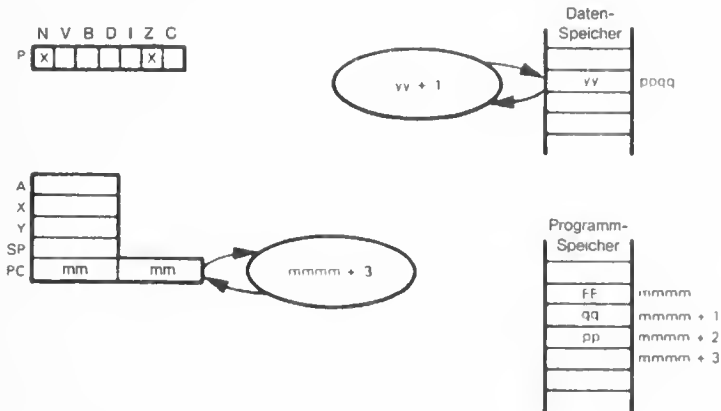 N V B D I Z C
P X X
Daten-
Speicher
yy + 1
yy ppqq
A
X
Y
SP
PC mm mm
mmmm + 3
Programm-
Speicher
mmmm
qq mmmm + 1
pp mmmm + 2
mmmm + 3